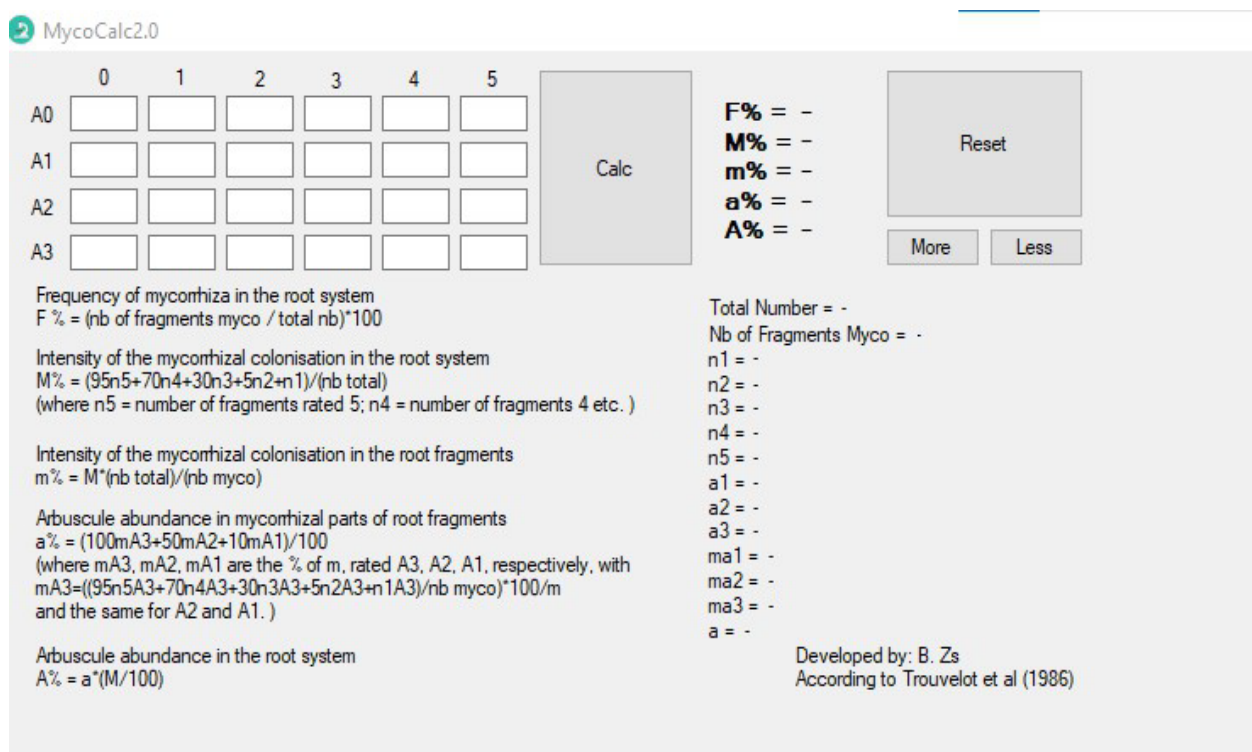 MycoCalc2.0
0 1 2 3 4 5
A0
A1
A2
A3
Calc
F% = -
M% = -
m% = -
a% = -
A% = -
Reset
More Less
Frequency of mycorrhiza in the root system
F % = (nb of fragments myco / total nb)*100
Intensity of the mycorrhizal colonisation in the root system
M% = (95n5+70n4+30n3+5n2+n1)/(nb total)
(where n5 = number of fragments rated 5; n4 = number of fragments 4 etc. )
Intensity of the mycorrhizal colonisation in the root fragments
m% = M*(nb total)/(nb myco)
Arbuscule abundance in mycorrhizal parts of root fragments
a% = (100mA3+50mA2+10mA1)/100
(where mA3, mA2, mA1 are the % of m, rated A3, A2, A1, respectively, with
mA3=((95n5A3+70n4A3+30n3A3+5n2A3+n1A3)/nb myco)*100/m
and the same for A2 and A1. )
Arbuscule abundance in the root system
A% = a*(M/100)
Total Number = -
Nb of Fragments Myco = -
n1 = -
n2 = -
n3 = -
n4 = -
n5 = -
a1 = -
a2 = -
a3 = -
ma1 = -
ma2 = -
ma3 = -
a = -
Developed by: B. Zs
According to Trouvelot et al (1986)